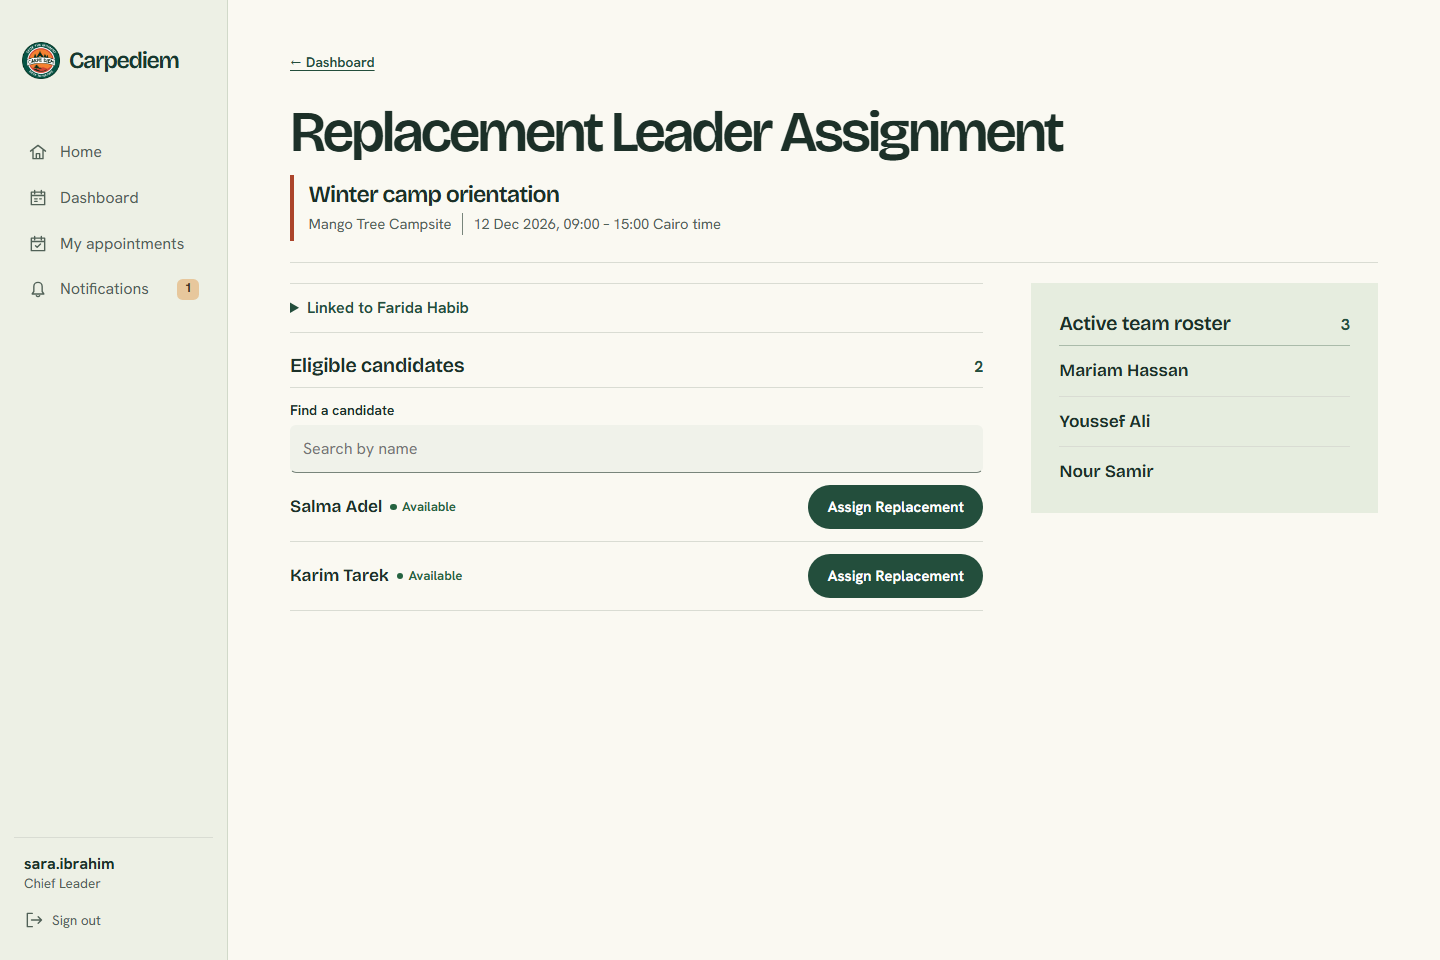 Carpediem
Home
Dashboard
My appointments
Notifications 1
sara.ibrahim
Chief Leader
Sign out
← Dashboard
Replacement Leader Assignment
Winter camp orientation
Mango Tree Campsite | 12 Dec 2026, 09:00 – 15:00 Cairo time
Linked to Farida Habib
Eligible candidates 2
Find a candidate
Search by name
Salma Adel • Available Assign Replacement
Karim Tarek • Available Assign Replacement
Active team roster 3
Mariam Hassan
Youssef Ali
Nour Samir